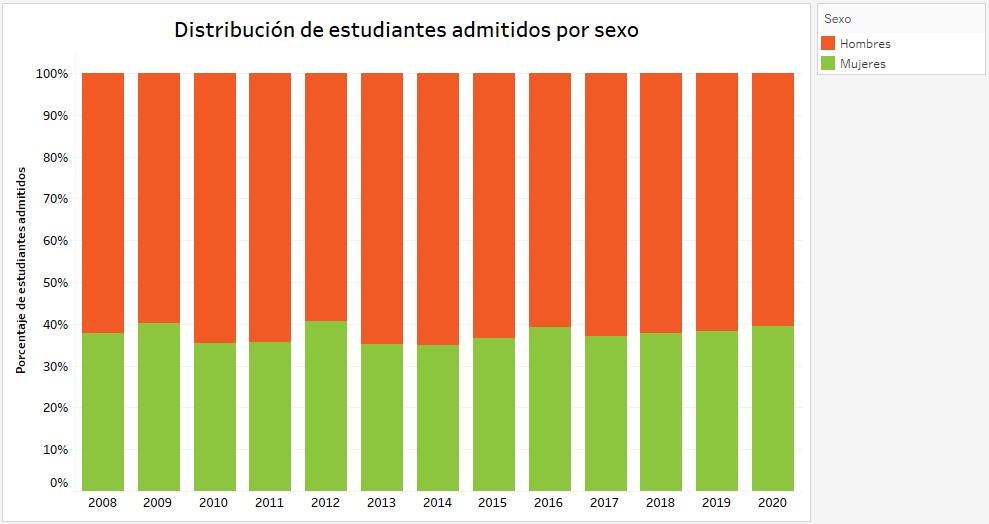 Distribución de estudiantes admitidos por sexo
Sexo
Hombres
Mujeres
Porcentaje de estudiantes admitidos
100%
90%
80%
70%
60%
50%
40%
30%
20%
10%
0%
2008 2009 2010 2011 2012 2013 2014 2015 2016 2017 2018 2019 2020